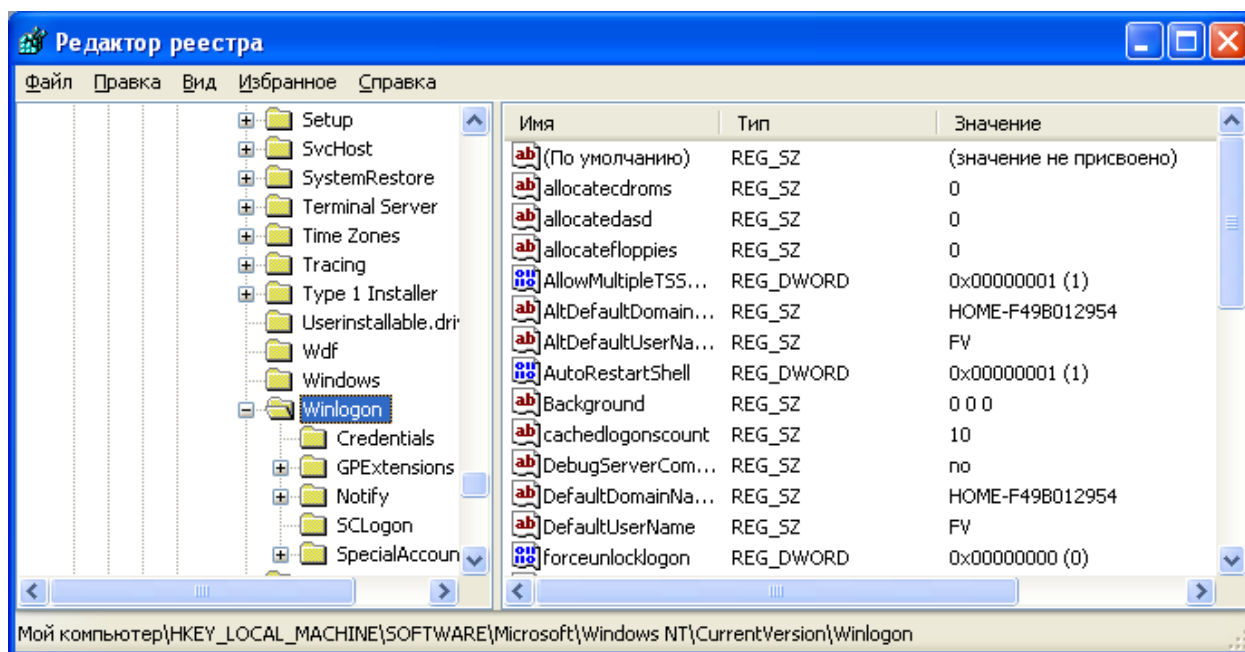 Редактор реестра
Файл Правка Вид Избранное Справка
Setup
SvcHost
SystemRestore
Terminal Server
Time Zones
Tracing
Type 1 Installer
Userinstallable.dri
Wdf
Windows
Winlogon
Credentials
GPExtensions
Notify
SCLogon
SpecialAccoun
Имя Тип Значение
(По умолчанию) REG_SZ (значение не присвоено)
allocatecdroms REG_SZ 0
allocatedasd REG_SZ 0
allocatefloppies REG_SZ 0
AllowMultipleTSS... REG_DWORD 0x00000001 (1)
AltDefaultDomain... REG_SZ HOME-F49B012954
AltDefaultUserNa... REG_SZ FV
AutoRestartShell REG_DWORD 0x00000001 (1)
Background REG_SZ 0 0 0
cachedlogonscount REG_SZ 10
DebugServerCom... REG_SZ no
DefaultDomainNa... REG_SZ HOME-F49B012954
DefaultUserName REG_SZ FV
forceunlocklogon REG_DWORD 0x00000000 (0)
Мой компьютер\HKEY_LOCAL_MACHINE\SOFTWARE\Microsoft\Windows NT\CurrentVersion\Winlogon